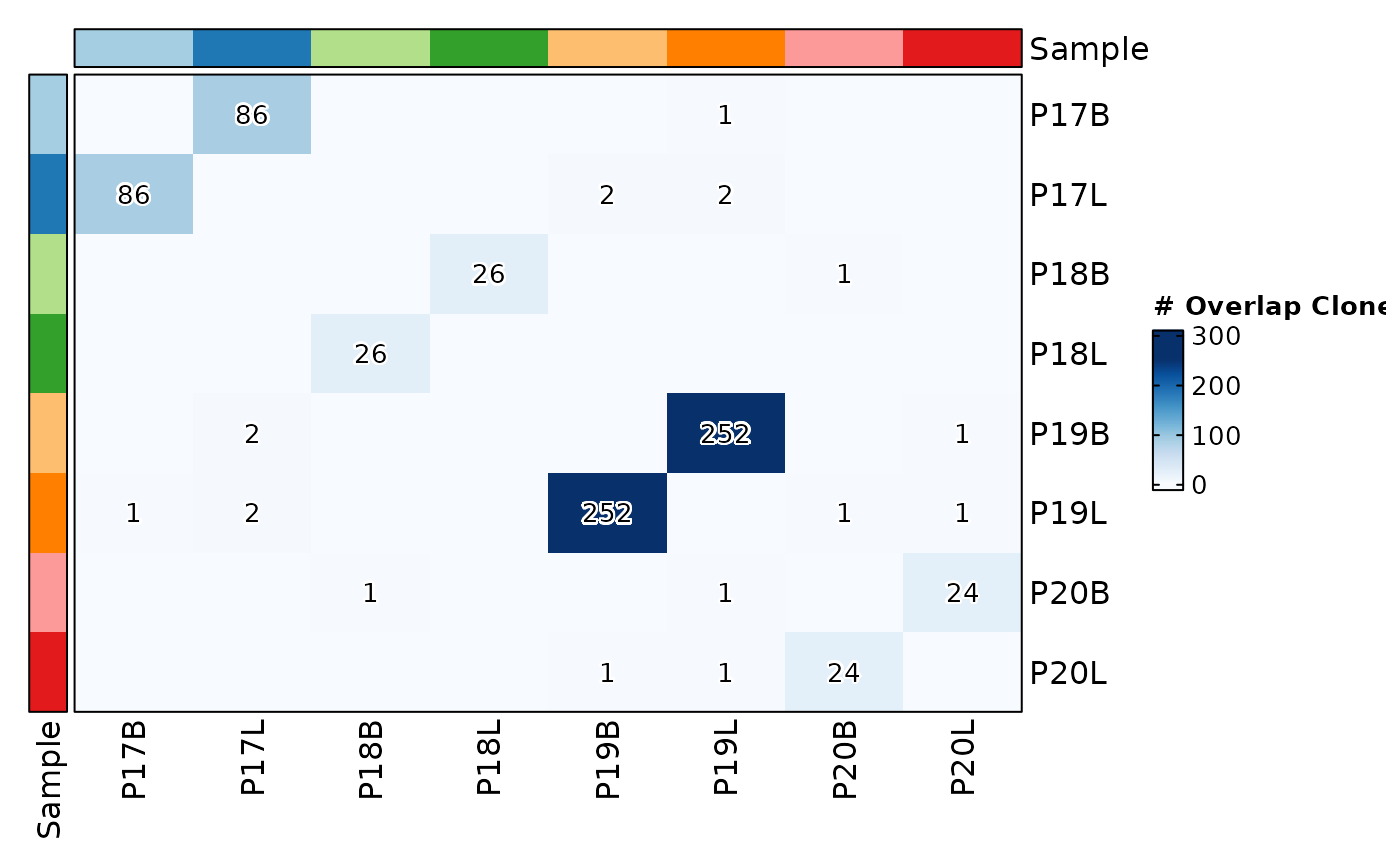 Sample
86 1 P17B
86 2 2 P17L
26 1 P18B
26 P18L
2 252 1 P19B
1 2 252 1 1 P19L
1 1 24 P20B
1 1 24 P20L
Sample P17B P17L P18B P18L P19B P19L P20B P20L
# Overlap Clone
300
200
100
0